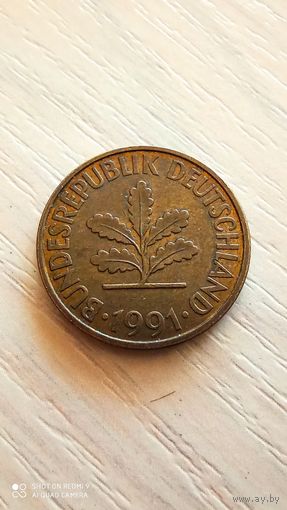 BUNDESREPUBLIK DEUTSCHLAND
· 1991 ·
SHOT ON REDMI 9
AI QUAD CAMERA
www.ay.by